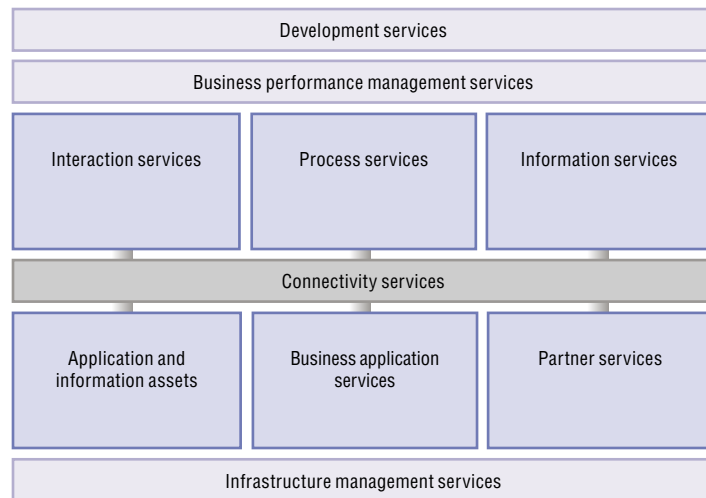 Development services
Business performance management services
Interaction services
Process services
Information services
Connectivity services
Application and
information assets
Business application
services
Partner services
Infrastructure management services